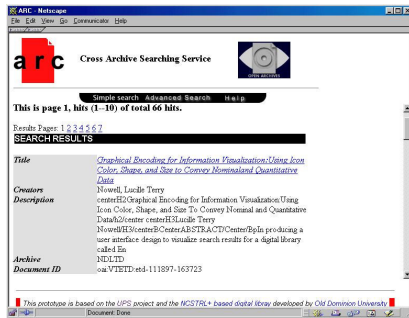 ARC - Netscape
File Edit View Go Communicator Help
arc
Cross Archive Searching Service
OPEN ARCHIVES
Simple search Advanced Search Help
This is page 1, hits (1--10) of total 66 hits.
Results Pages: 1 2 3 4 5 6 7
SEARCH RESULTS
Title Graphical Encoding for Information Visualization:Using Icon
Color, Shape, and Size to Convey Nominaland Quantitative
Data
Creators Nowell, Lucille Terry
Description centerH2Graphical Encoding for Information Visualization:Using
Icon Color, Shape, and Size To Convey Nominal and Quantitative
Data/h2/center centerH3Lucille Terry
Nowell/H3/centerBCenterABSTRACT/Center/BpIn producing a
user interface design to visualize search results for a digital library
called En
Archive NDLTD
Document ID oai:VTETD:etd-111897-163723
This prototype is based on the UPS project and the NCSTRL+ based digital libray developed by Old Dominion University
Document: Done